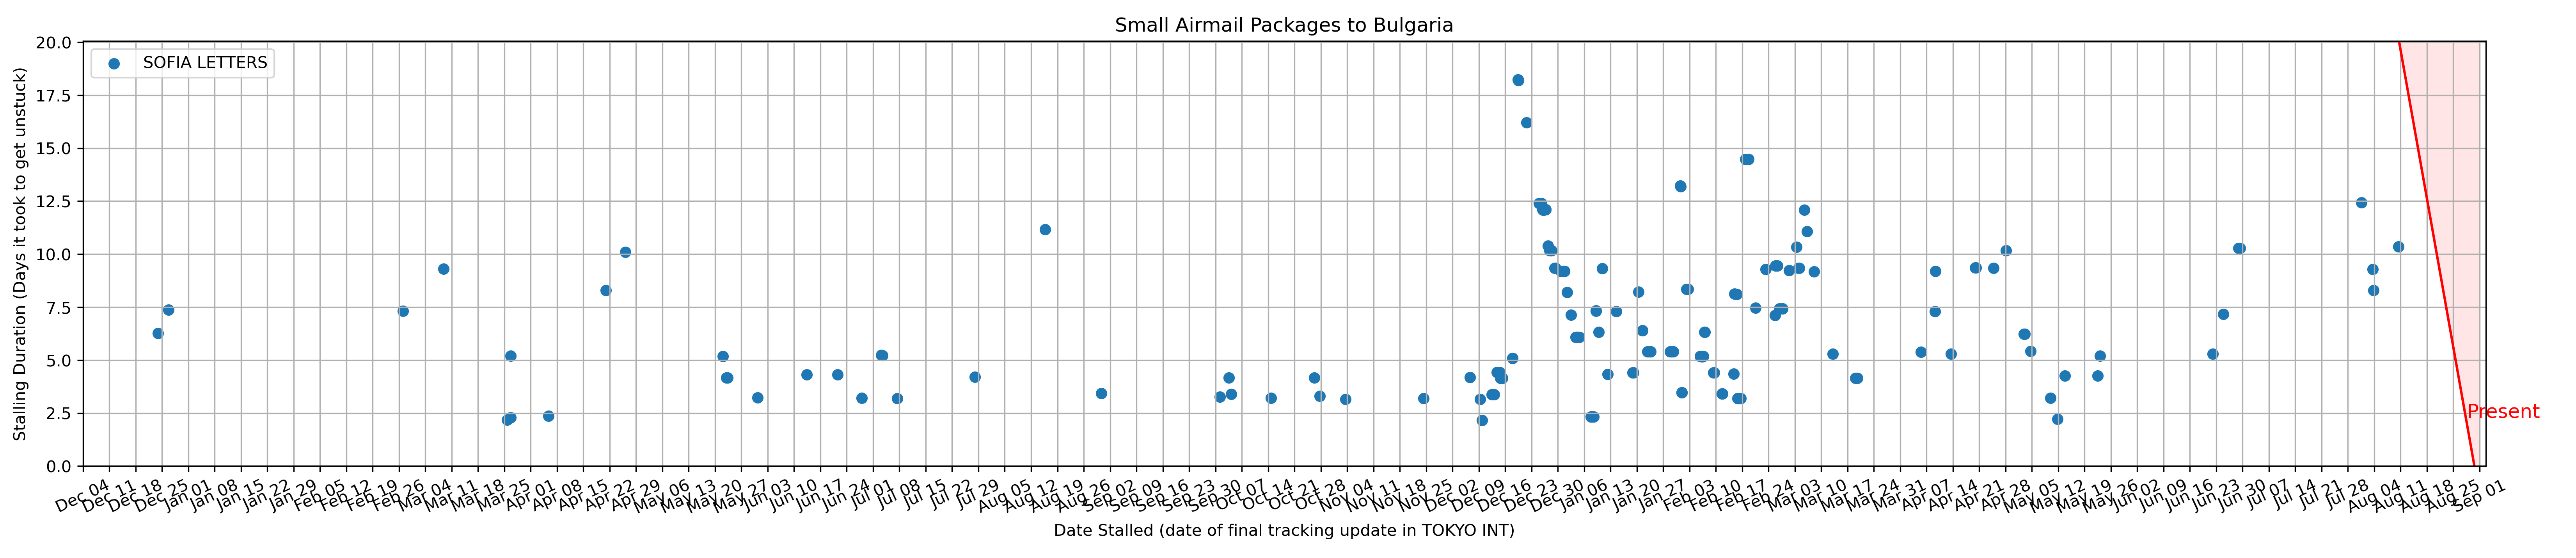 Small Airmail Packages to Bulgaria
SOFIA LETTERS
Stalling Duration (Days it took to get unstuck)
20.0
17.5
15.0
12.5
10.0
7.5
5.0
2.5
0.0
Present
Dec 04 Dec 11 Dec 18 Dec 25 Jan 01 Jan 08 Jan 15 Jan 22 Jan 29 Feb 05 Feb 12 Feb 19 Feb 26 Mar 04 Mar 11 Mar 18 Mar 25 Apr 01 Apr 08 Apr 15 Apr 22 Apr 29 May 06 May 13 May 20 May 27 Jun 03 Jun 10 Jun 17 Jun 24 Jul 01 Jul 08 Jul 15 Jul 22 Jul 29 Aug 05 Aug 12 Aug 19 Aug 26 Sep 02 Sep 09 Sep 16 Sep 23 Sep 30 Oct 07 Oct 14 Oct 21 Oct 28 Nov 04 Nov 11 Nov 18 Nov 25 Dec 02 Dec 09 Dec 16 Dec 23 Dec 30 Jan 06 Jan 13 Jan 20 Jan 27 Feb 03 Feb 10 Feb 17 Feb 24 Mar 03 Mar 10 Mar 17 Mar 24 Mar 31 Apr 07 Apr 14 Apr 21 Apr 28 May 05 May 12 May 19 May 26 Jun 02 Jun 09 Jun 16 Jun 23 Jun 30 Jul 07 Jul 14 Jul 21 Jul 28 Aug 04 Aug 11 Aug 18 Aug 25 Sep 01
Date Stalled (date of final tracking update in TOKYO INT)